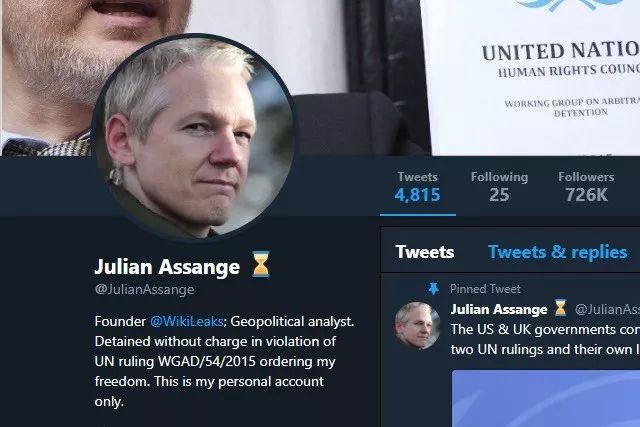 UNITED NATIO
HUMAN RIGHTS COUNC
WORKING GROUP ON ARBITRA
DETENTION
Tweets Following Followers
4,815 25 726K
Julian Assange ⏳
@JulianAssange
Founder @WikiLeaks; Geopolitical analyst.
Detained without charge in violation of
UN ruling WGAD/54/2015 ordering my
freedom. This is my personal account
only.
Tweets Tweets & replies
Pinned Tweet
Julian Assange ⏳ @JulianAss
The US & UK governments con
two UN rulings and their own l